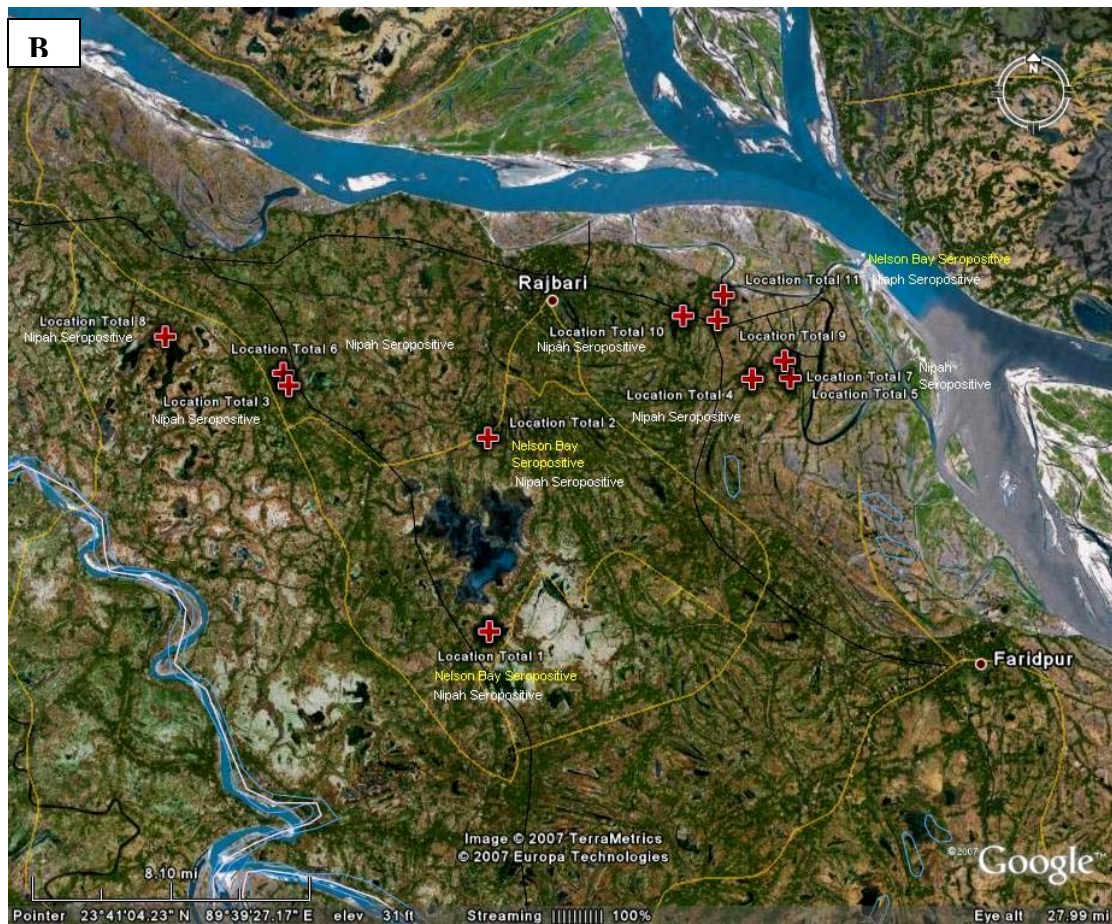 B
N
Nelson Bay Seropositive
Niaph Seropositive
Rajbari
Location Total 11
Location Total 8
Nipah Seropositive
Location Total 10
Nipah Seropositive
Location Total 9
Location Total 6
Nipah Seropositive
Nipah
Seropositive
Location Total 7
Location Total 5
Location Total 4
Nipah Seropositive
Location Total 3
Nipah Seropositive
Location Total 2
Nelson Bay
Seropositive
Nipah Seropositive
Location Total 1
Nelson Bay Seropositive
Nipah Seropositive
Faridpur
Image © 2007 TerraMetrics
© 2007 Europa Technologies
© 2007 Google™
8.10 mi
Pointer 23°41'04.23" N 89°39'27.17" E elev 31 ft Streaming 100% Eye alt 27.99 mi